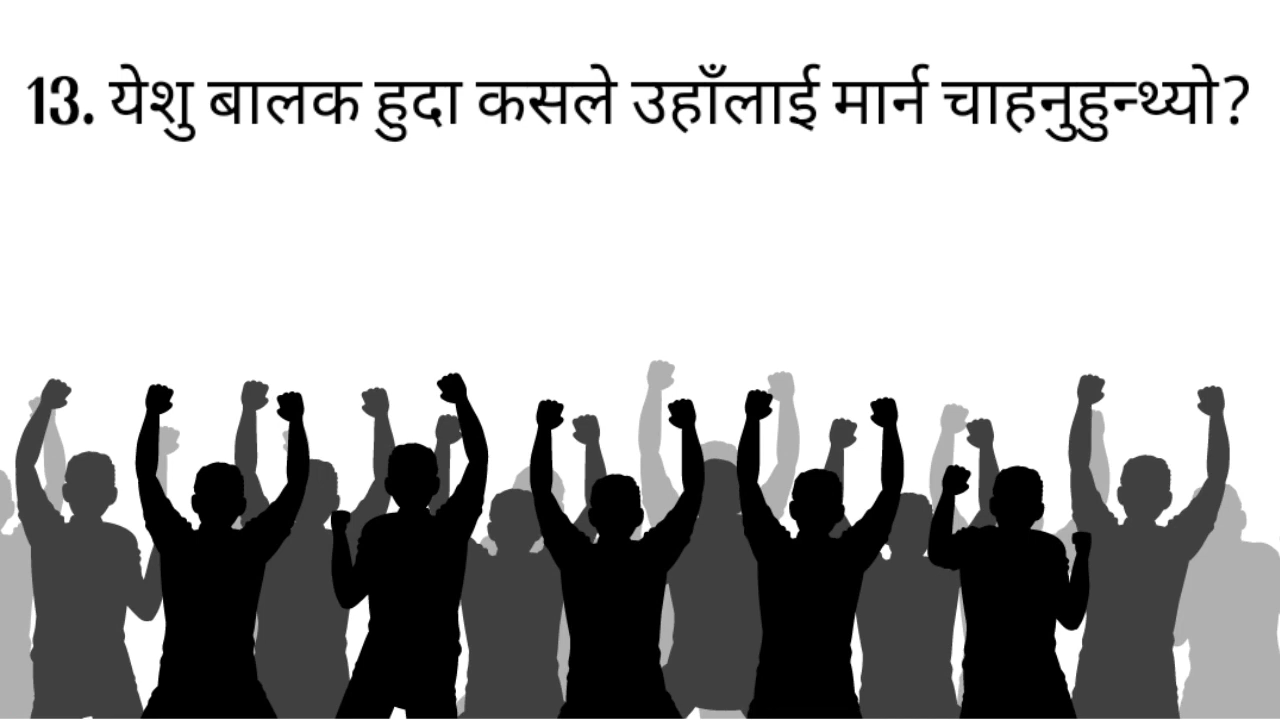 13. येशु बालक हुदा कसले उहाँलाई मार्न चाहनुहुन्थ्यो?